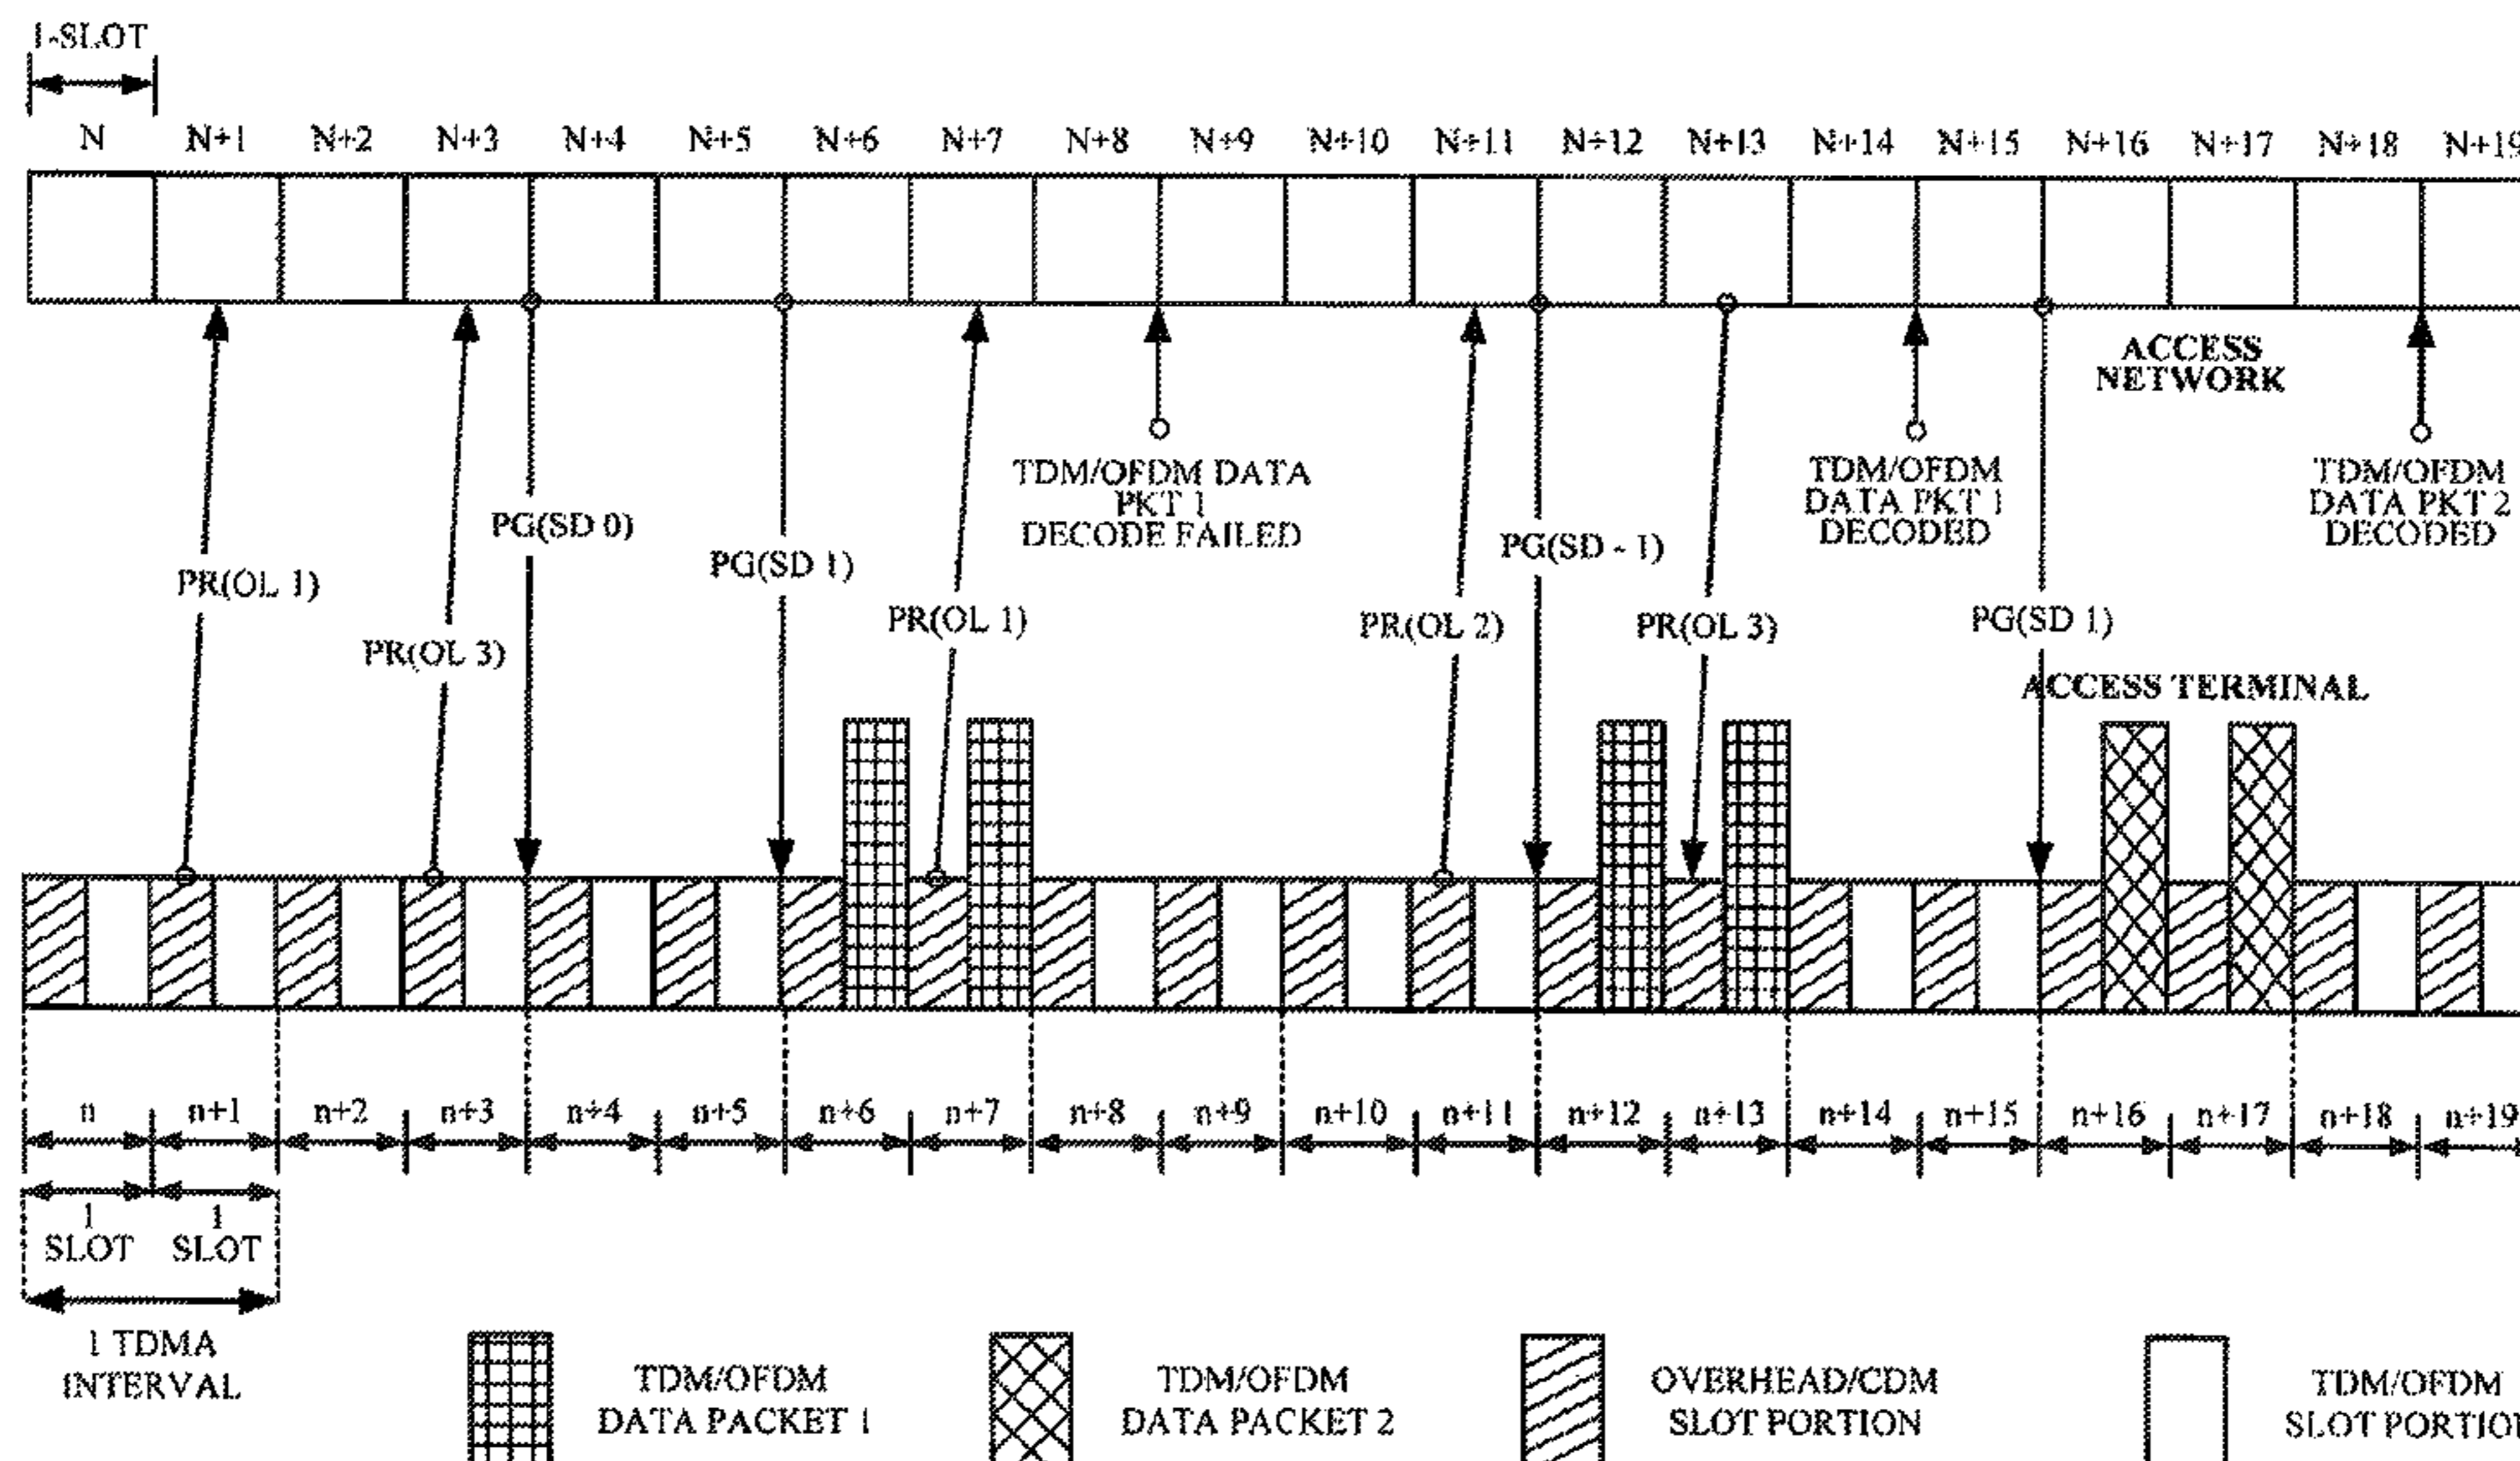 1-SLOT
N N+1 N+2 N+3 N+4 N+5 N+6 N+7 N+8 N+9 N+10 N+11 N+12 N+13 N+14 N+15 N+16 N+17 N+18 N+19
ACCESS
NETWORK
TDM/OFDM DATA
PKT 1
DECODE FAILED
TDM/OFDM
DATA PKT 1
DECODED
TDM/OFDM
DATA PKT 2
DECODED
PG(SD 0)
PG(SD 1)
PG(SD - 1)
PR(OL 1)
PR(OL 3)
PR(OL 1)
PR(OL 2)
PR(OL 3)
PG(SD 1)
ACCESS TERMINAL
n n+1 n+2 n+3 n+4 n+5 n+6 n+7 n+8 n+9 n+10 n+11 n+12 n+13 n+14 n+15 n+16 n+17 n+18 n+19
1
SLOT
1
SLOT
1 TDMA
INTERVAL
TDM/OFDM
DATA PACKET 1
TDM/OFDM
DATA PACKET 2
OVERHEAD/CDM
SLOT PORTION
TDM/OFDM
SLOT PORTION